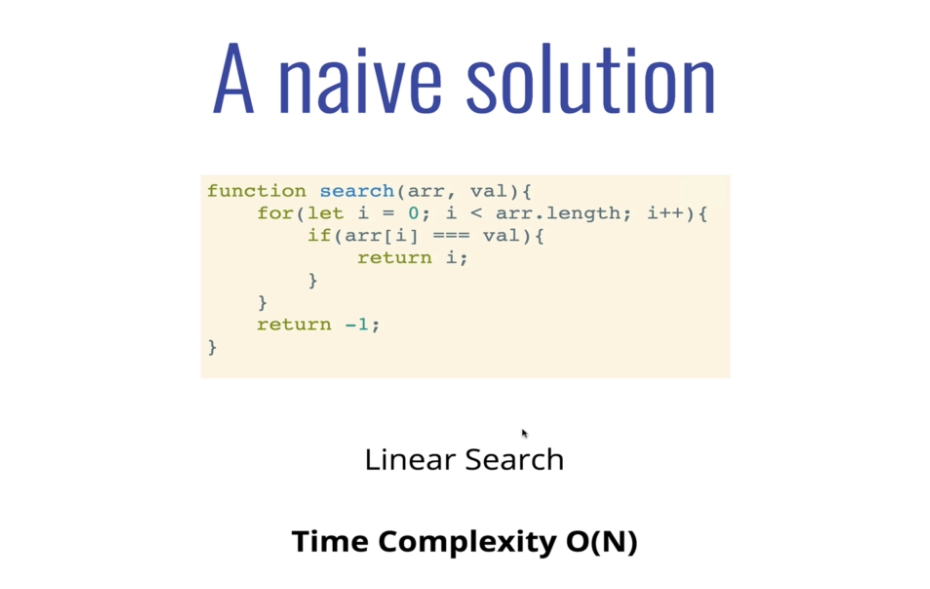 A naive solution
function search(arr, val){
    for(let i = 0; i < arr.length; i++){
        if(arr[i] === val){
            return i;
        }
    }
    return -1;
}
Linear Search
Time Complexity O(N)